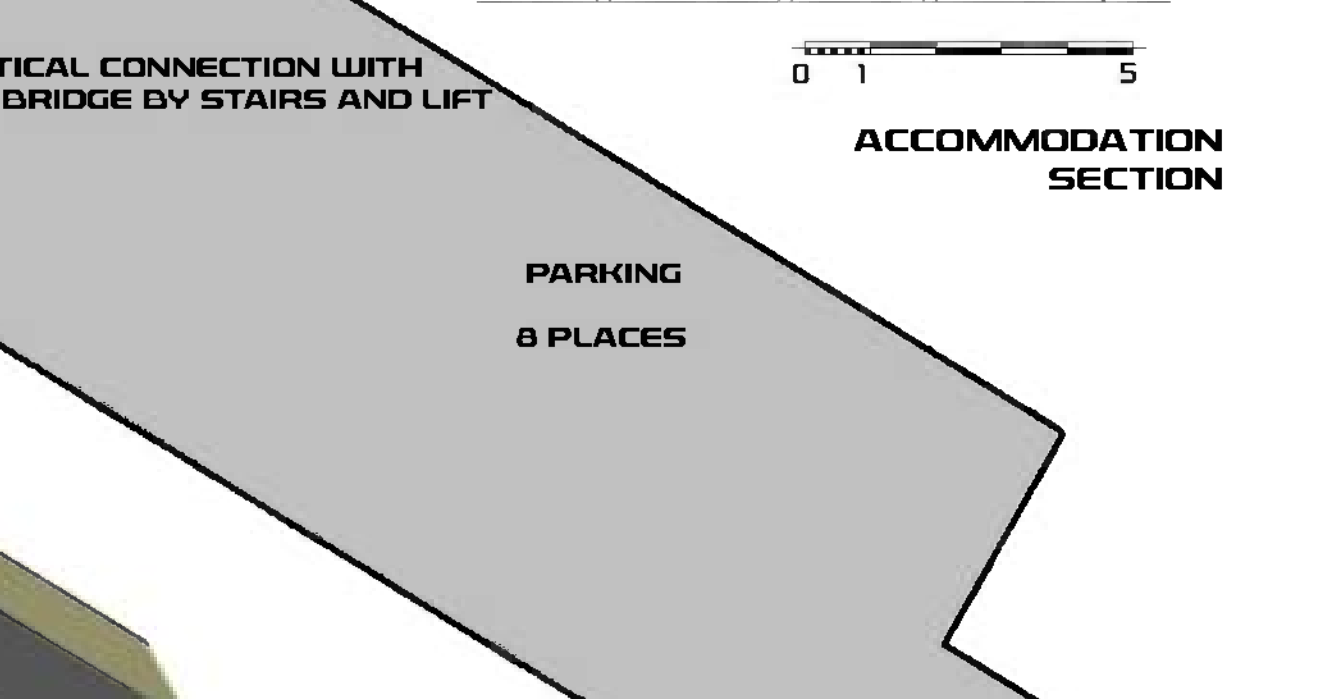 TICAL CONNECTION WITH
BRIDGE BY STAIRS AND LIFT
0 1 5
ACCOMMODATION
SECTION
PARKING
8 PLACES